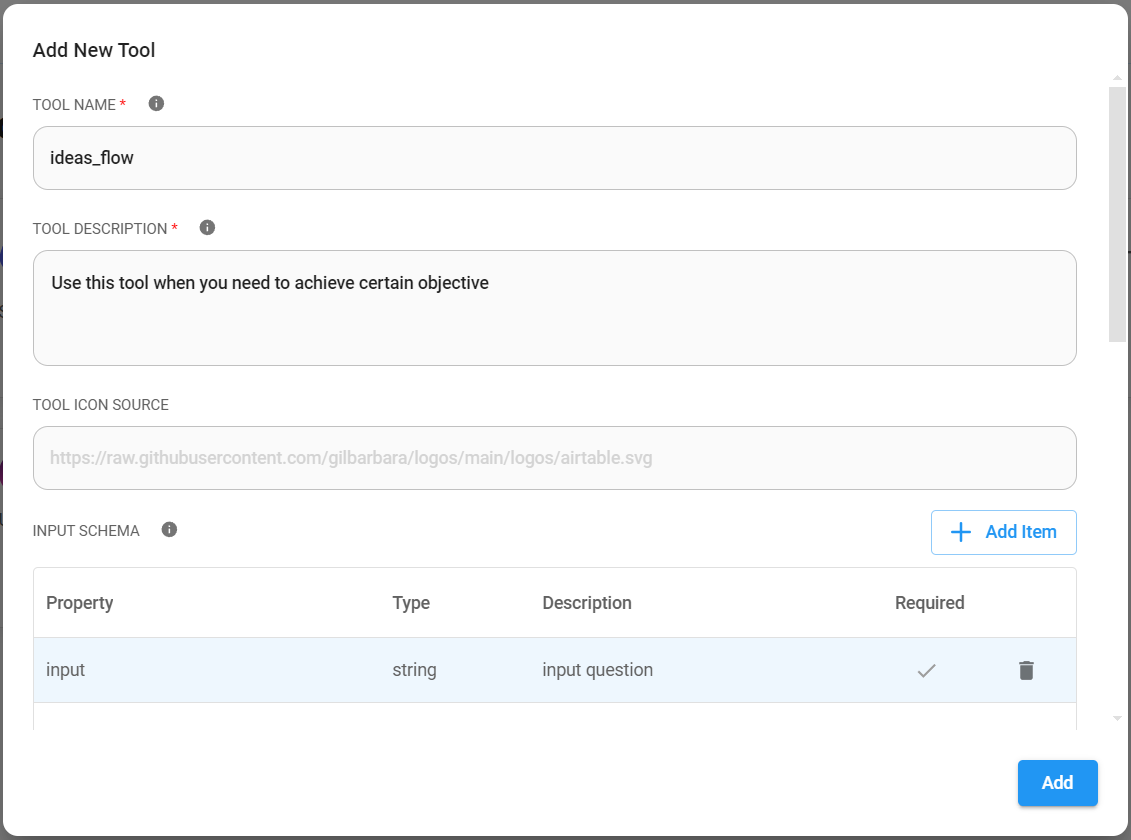 Add New Tool
TOOL NAME *
ideas_flow
TOOL DESCRIPTION *
Use this tool when you need to achieve certain objective
TOOL ICON SOURCE
https://raw.githubusercontent.com/gilbarbara/logos/main/logos/airtable.svg
INPUT SCHEMA
Add Item
Property Type Description Required
input string input question
Add